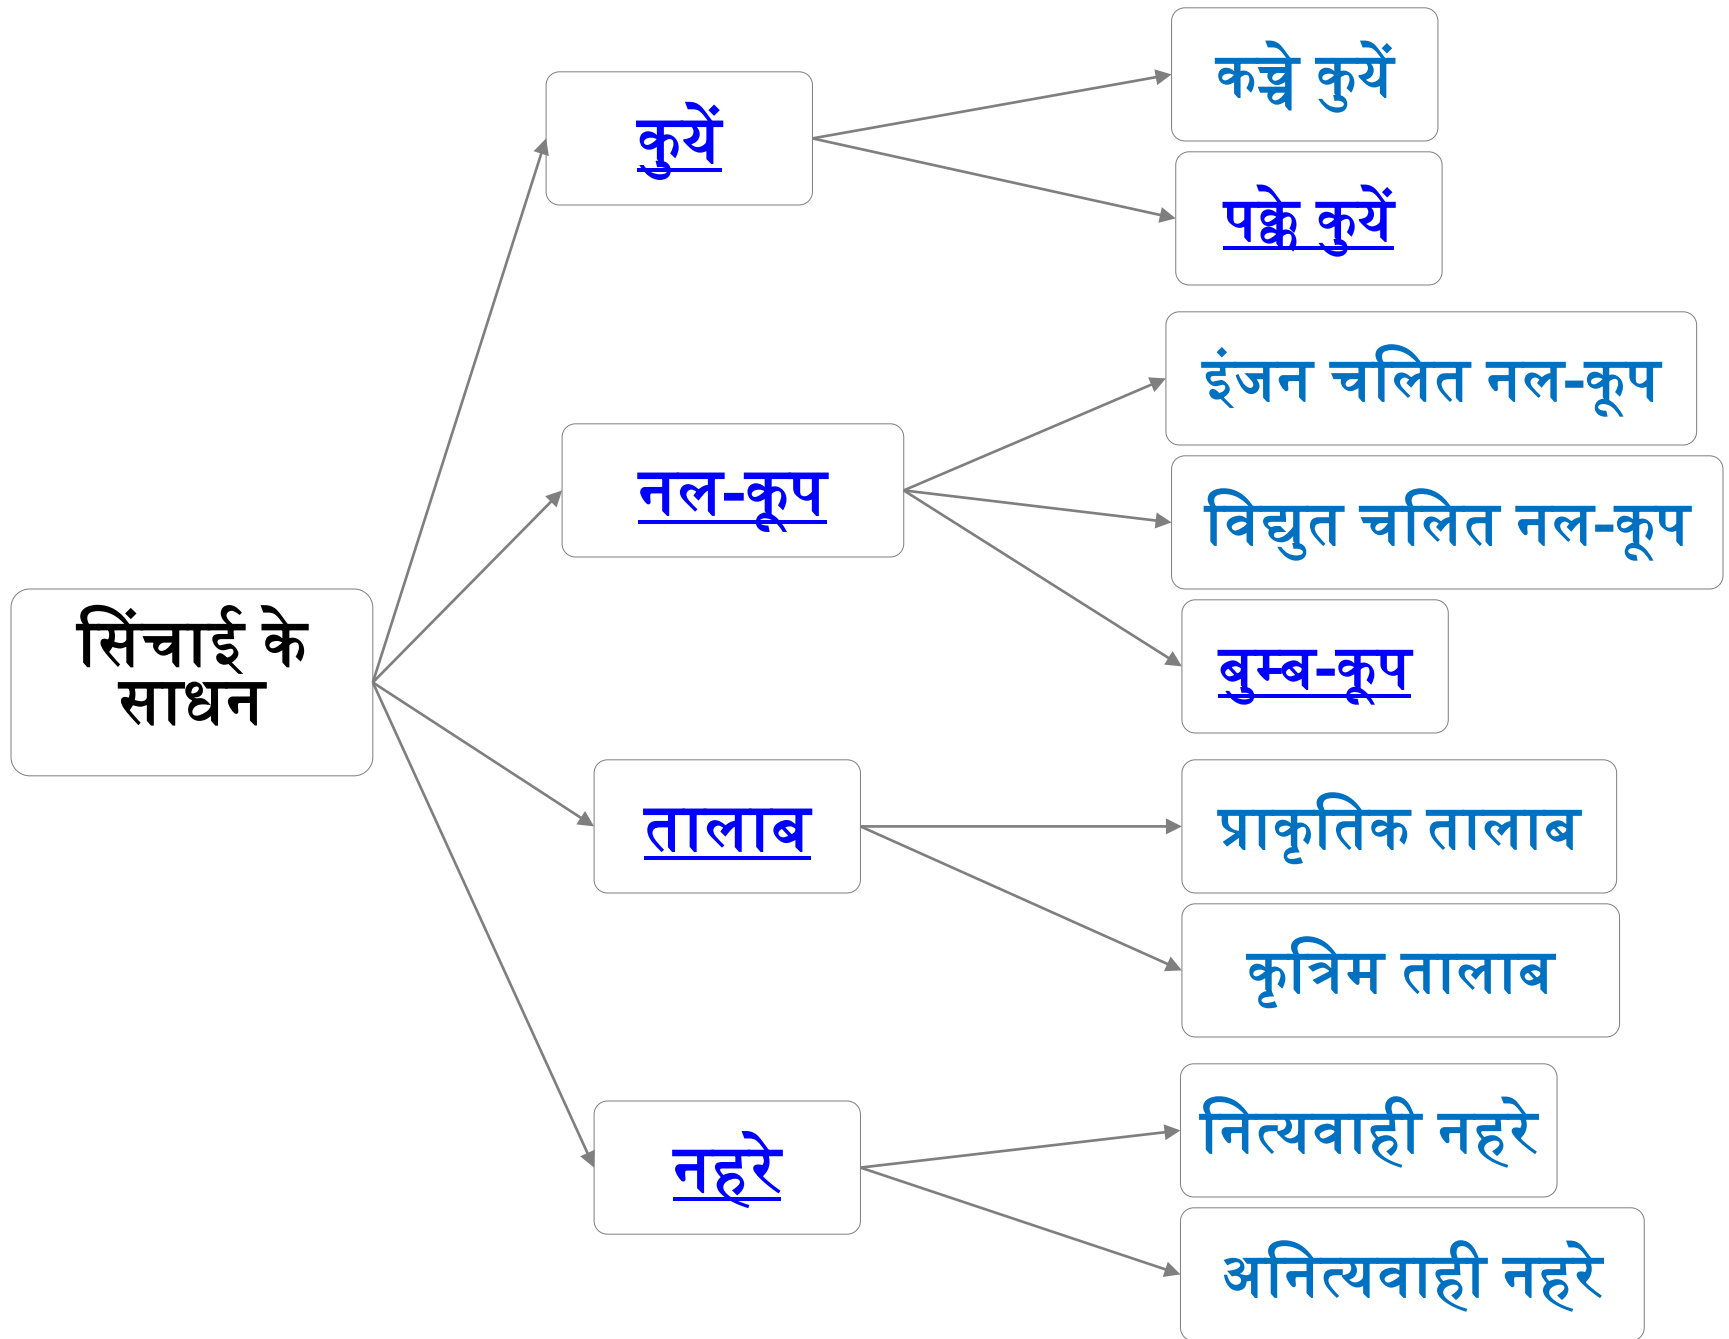 सिंचाई के
साधन
कुयें
कच्चे कुयें
पक्के कुयें
नल-कूप
इंजन चलित नल-कूप
विद्युत चलित नल-कूप
बुम्ब-कूप
तालाब
प्राकृतिक तालाब
कृत्रिम तालाब
नहरे
नित्यवाही नहरे
अनित्यवाही नहरे